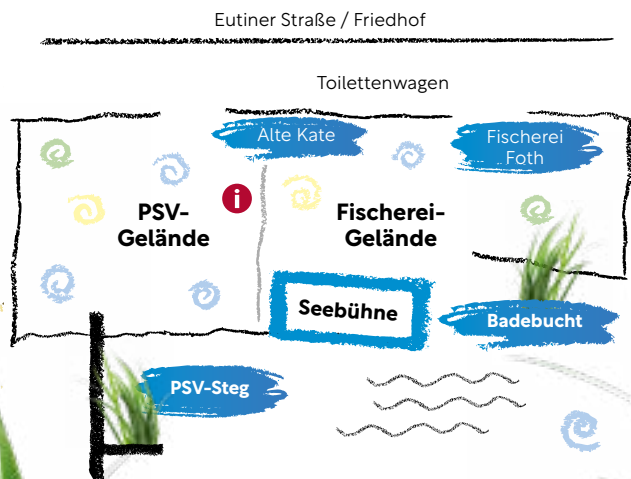 Eutiner Straße / Friedhof
Toilettenwagen
Alte Kate
Fischerei
Foth
i
PSV-
Gelände
Fischerei-
Gelände
Seebühne
Badebucht
PSV-Steg